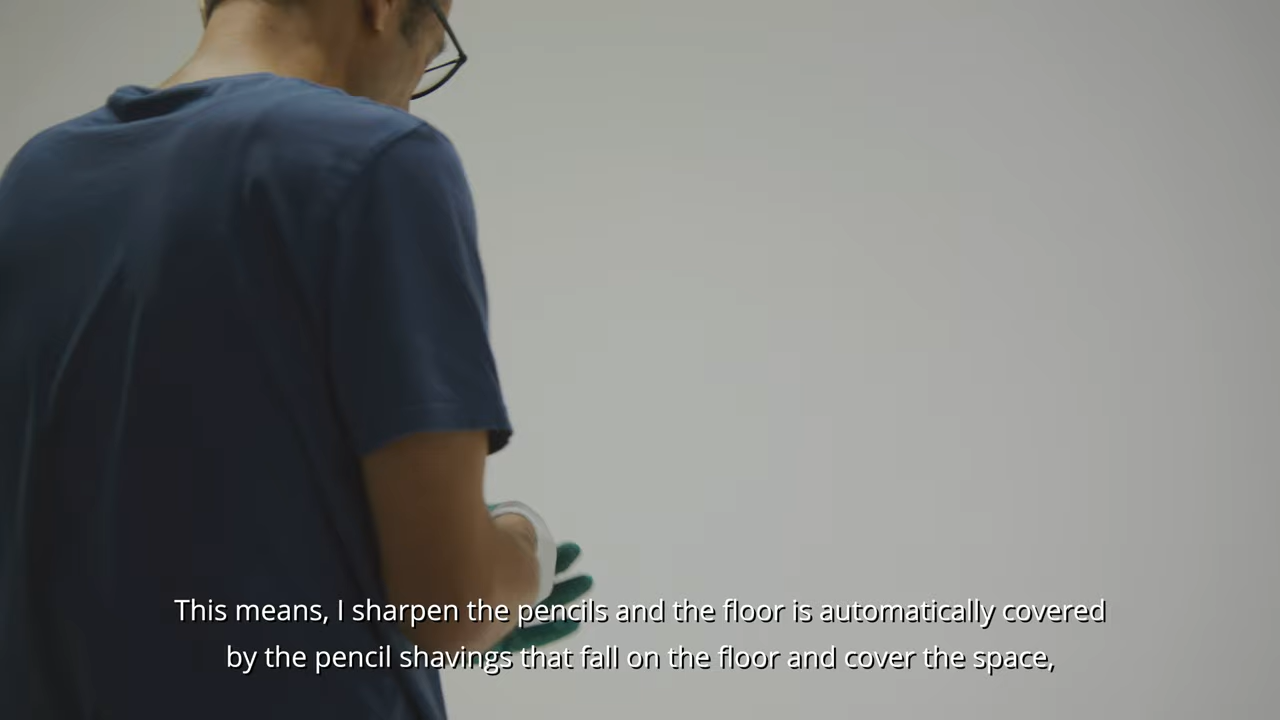 This means, I sharpen the pencils and the floor is automatically covered
by the pencil shavings that fall on the floor and cover the space,